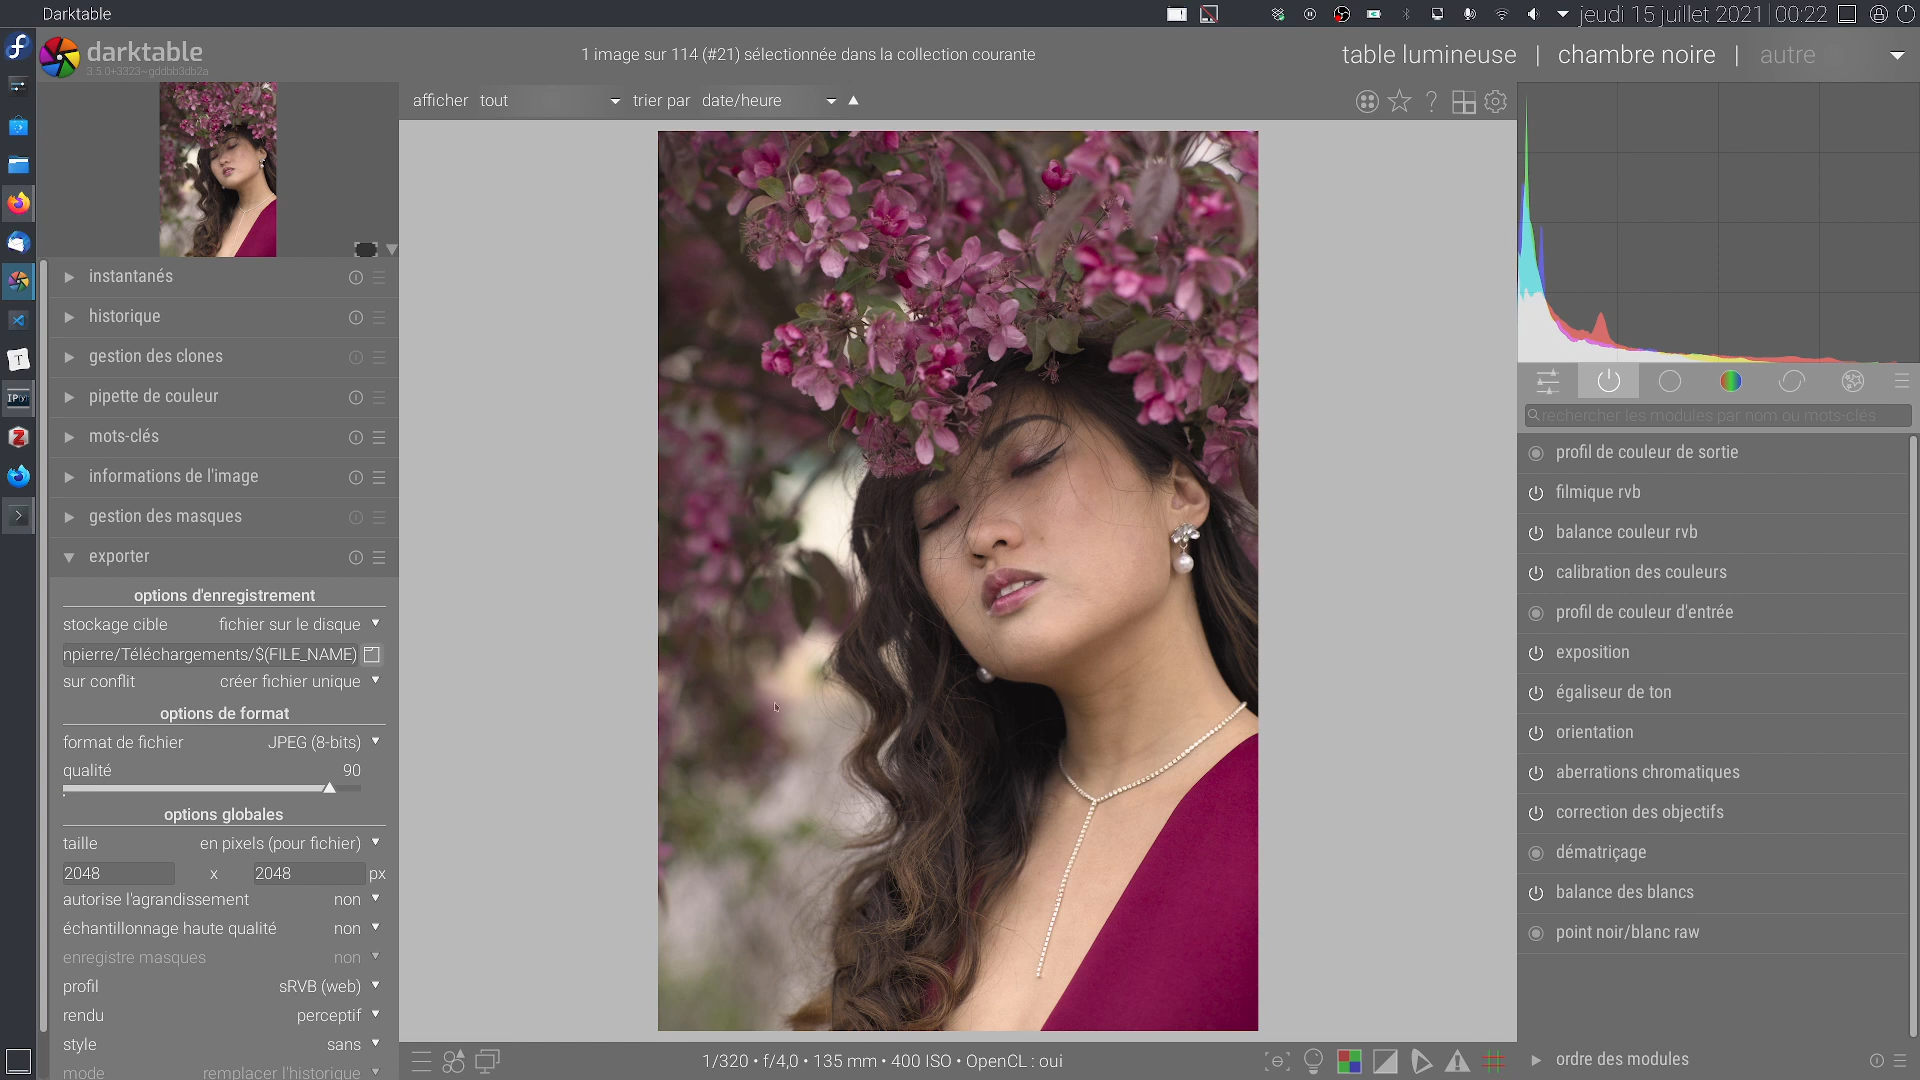 Darktable
jeudi 15 juillet 2021 00:22
darktable
3.5.0+3323~gddbb3db2a
1 image sur 114 (#21) sélectionnée dans la collection courante
table lumineuse | chambre noire | autre
afficher tout trier par date/heure
instantanés
historique
gestion des clones
pipette de couleur
mots-clés
informations de l'image
gestion des masques
exporter
options d'enregistrement
stockage cible fichier sur le disque
npierre/Téléchargements/$(FILE_NAME)
sur conflit créer fichier unique
options de format
format de fichier JPEG (8-bits)
qualité 90
options globales
taille en pixels (pour fichier)
2048 x 2048 px
autorise l'agrandissement non
échantillonnage haute qualité non
enregistre masques non
profil sRVB (web)
rendu perceptif
style sans
mode remplacer l'historique
1/320 • f/4,0 • 135 mm • 400 ISO • OpenCL : oui
rechercher les modules par nom ou mots-clés
profil de couleur de sortie
filmique rvb
balance couleur rvb
calibration des couleurs
profil de couleur d'entrée
exposition
égaliseur de ton
orientation
aberrations chromatiques
correction des objectifs
dématriçage
balance des blancs
point noir/blanc raw
ordre des modules